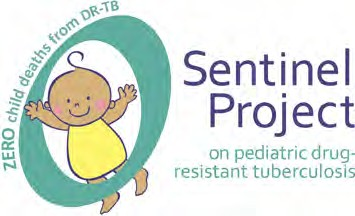 ZERO child deaths from DR-TB
Sentinel
Project
on pediatric drug-
resistant tuberculosis